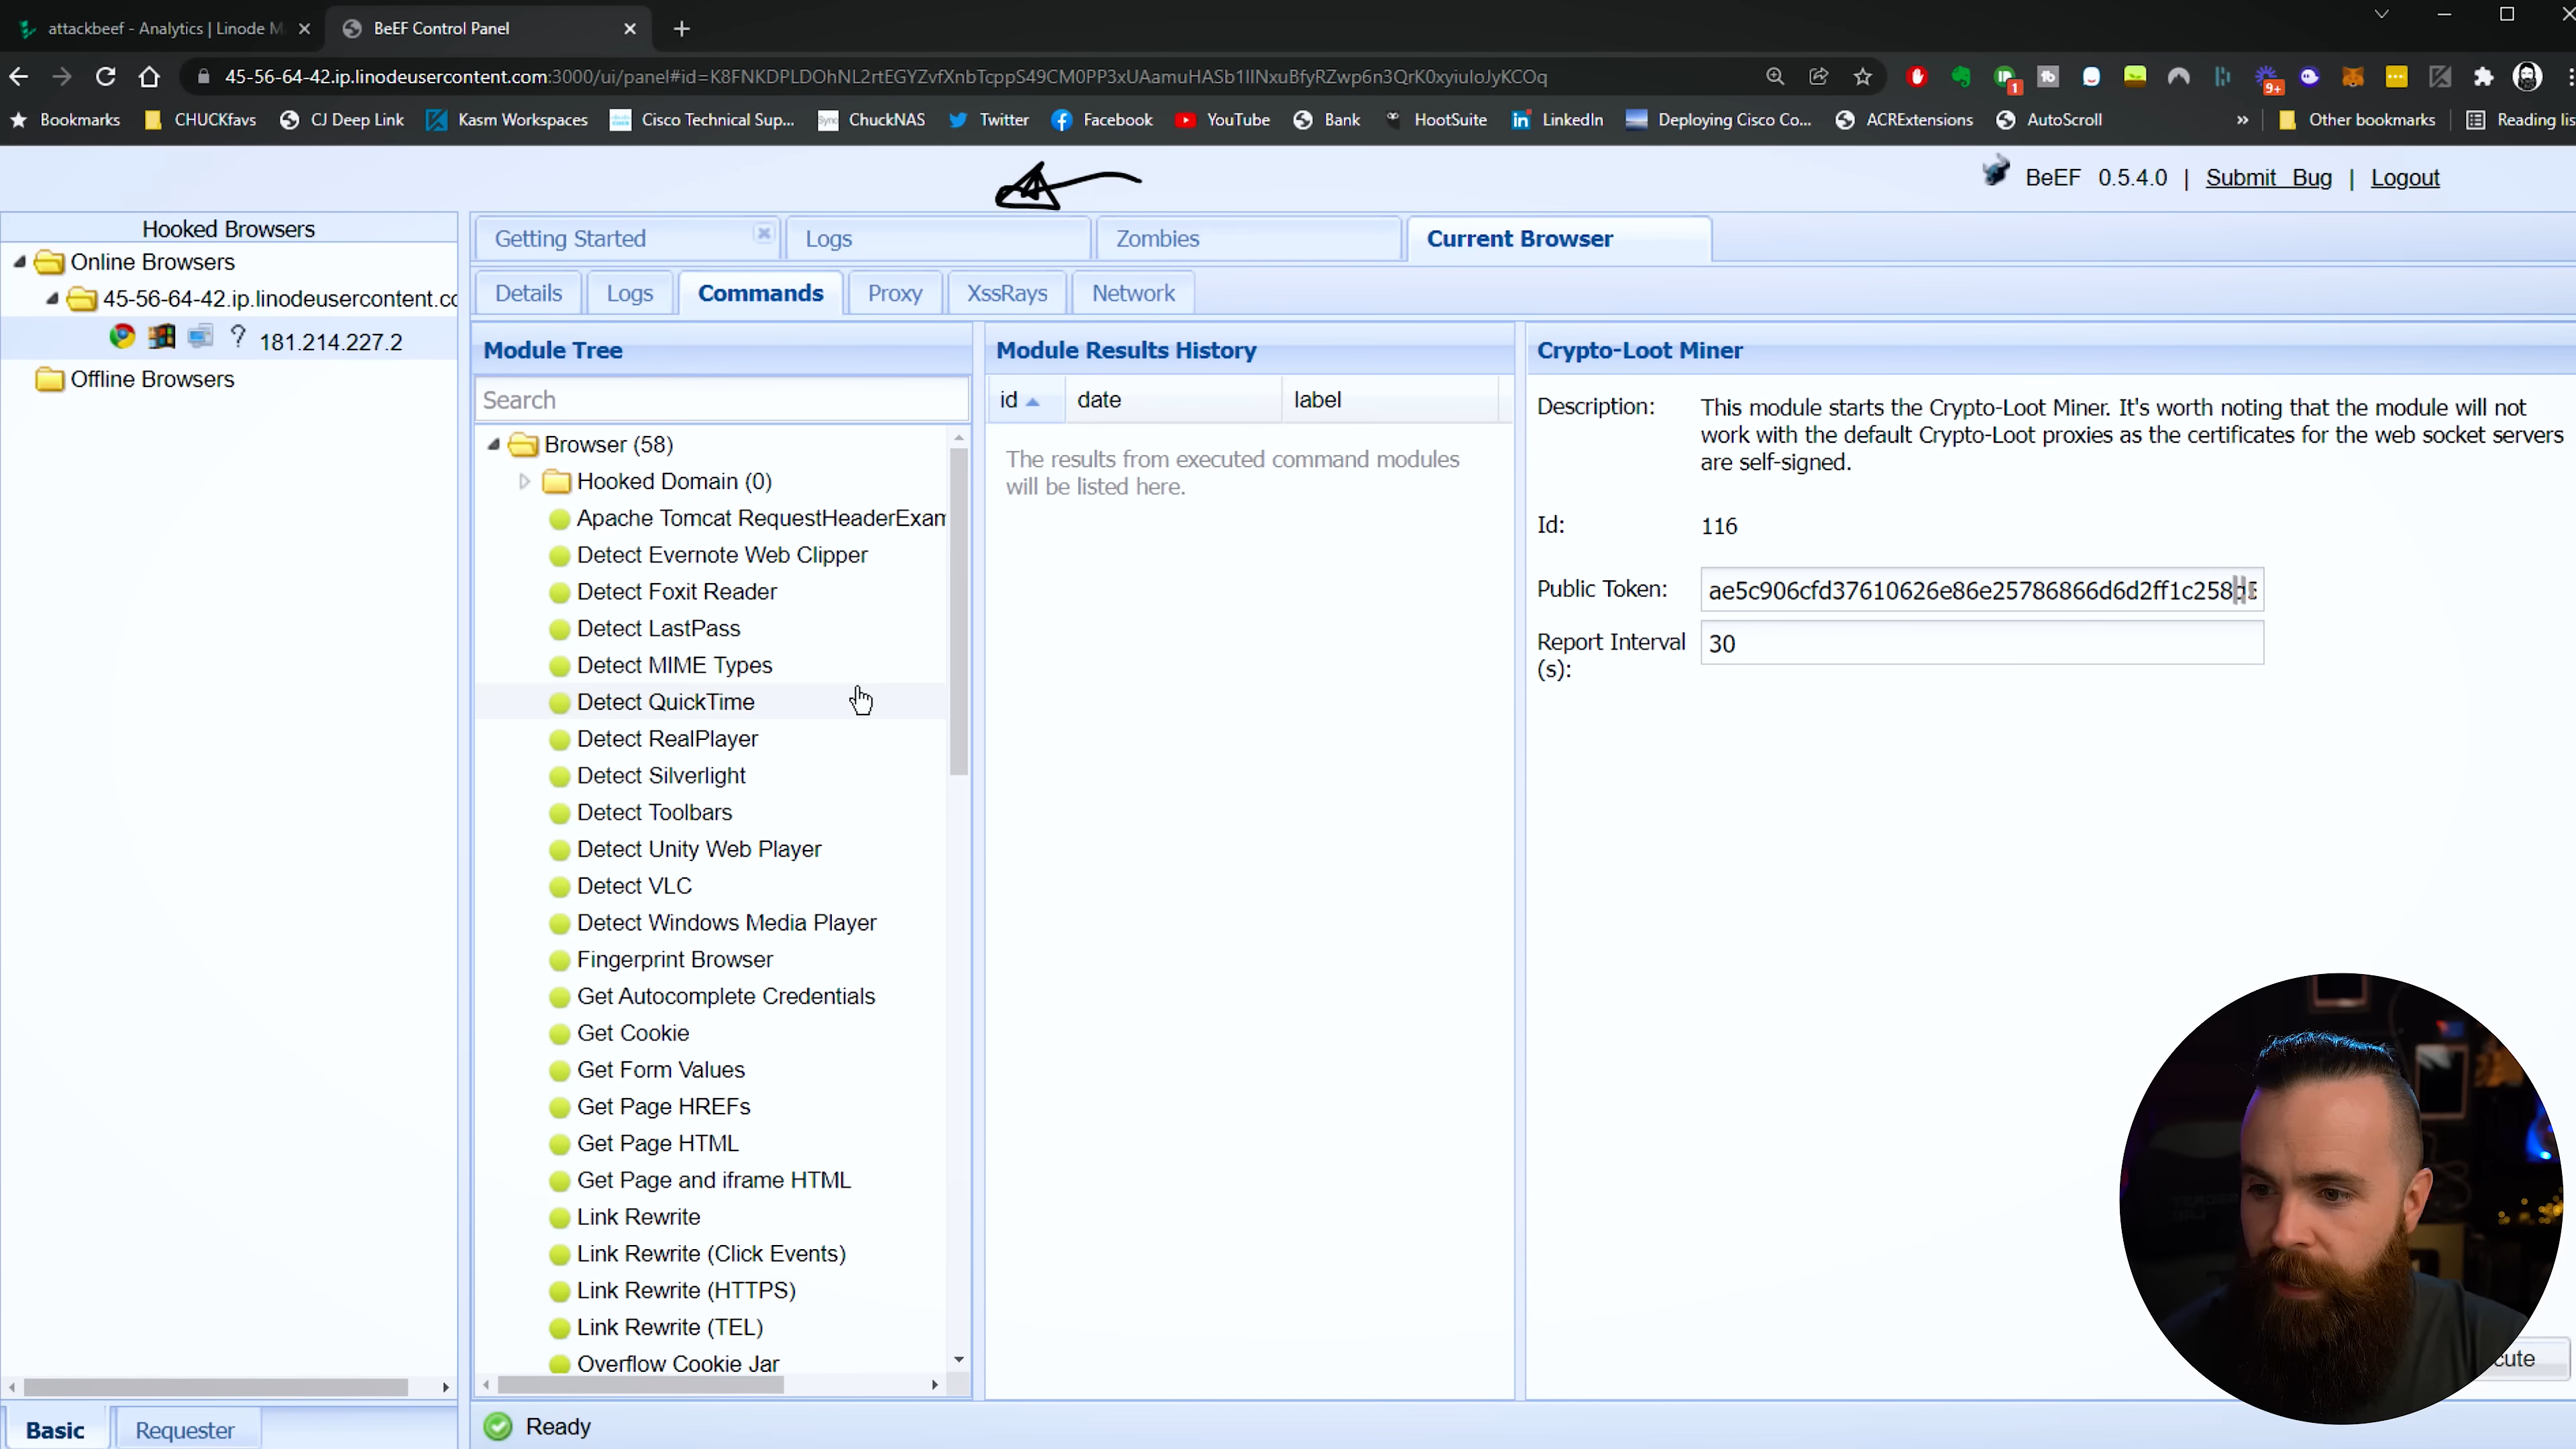 attackbeef - Analytics | Linode M
BeEF Control Panel
45-56-64-42.ip.linodeusercontent.com:3000/ui/panel#id=K8FNKDPLDOhNL2rtEGYZvfXnbTcppS49CM0PP3xUAamuHASb1IlNxuBfyRZwp6n3QrK0xyiuIoJyKCOq
1
9+
Bookmarks
CHUCKfavs
CJ Deep Link
Kasm Workspaces
Cisco Technical Sup...
ChuckNAS
Twitter
Facebook
YouTube
Bank
HootSuite
LinkedIn
Deploying Cisco Co...
ACRExtensions
AutoScroll
»
Other bookmarks
Reading lis
BeEF 0.5.4.0 | Submit Bug | Logout
Hooked Browsers
Online Browsers
45-56-64-42.ip.linodeusercontent.co
? 181.214.227.2
Offline Browsers
Getting Started
Logs
Zombies
Current Browser
Details
Logs
Commands
Proxy
XssRays
Network
Module Tree
Search
Browser (58)
Hooked Domain (0)
Apache Tomcat RequestHeaderExam
Detect Evernote Web Clipper
Detect Foxit Reader
Detect LastPass
Detect MIME Types
Detect QuickTime
Detect RealPlayer
Detect Silverlight
Detect Toolbars
Detect Unity Web Player
Detect VLC
Detect Windows Media Player
Fingerprint Browser
Get Autocomplete Credentials
Get Cookie
Get Form Values
Get Page HREFs
Get Page HTML
Get Page and iframe HTML
Link Rewrite
Link Rewrite (Click Events)
Link Rewrite (HTTPS)
Link Rewrite (TEL)
Overflow Cookie Jar
Module Results History
id
date
label
The results from executed command modules
will be listed here.
Crypto-Loot Miner
Description:
This module starts the Crypto-Loot Miner. It's worth noting that the module will not
work with the default Crypto-Loot proxies as the certificates for the web socket servers
are self-signed.
Id:
116
Public Token:
ae5c906cfd37610626e86e25786866d6d2ff1c258
Report Interval
(s):
30
cute
Basic
Requester
Ready